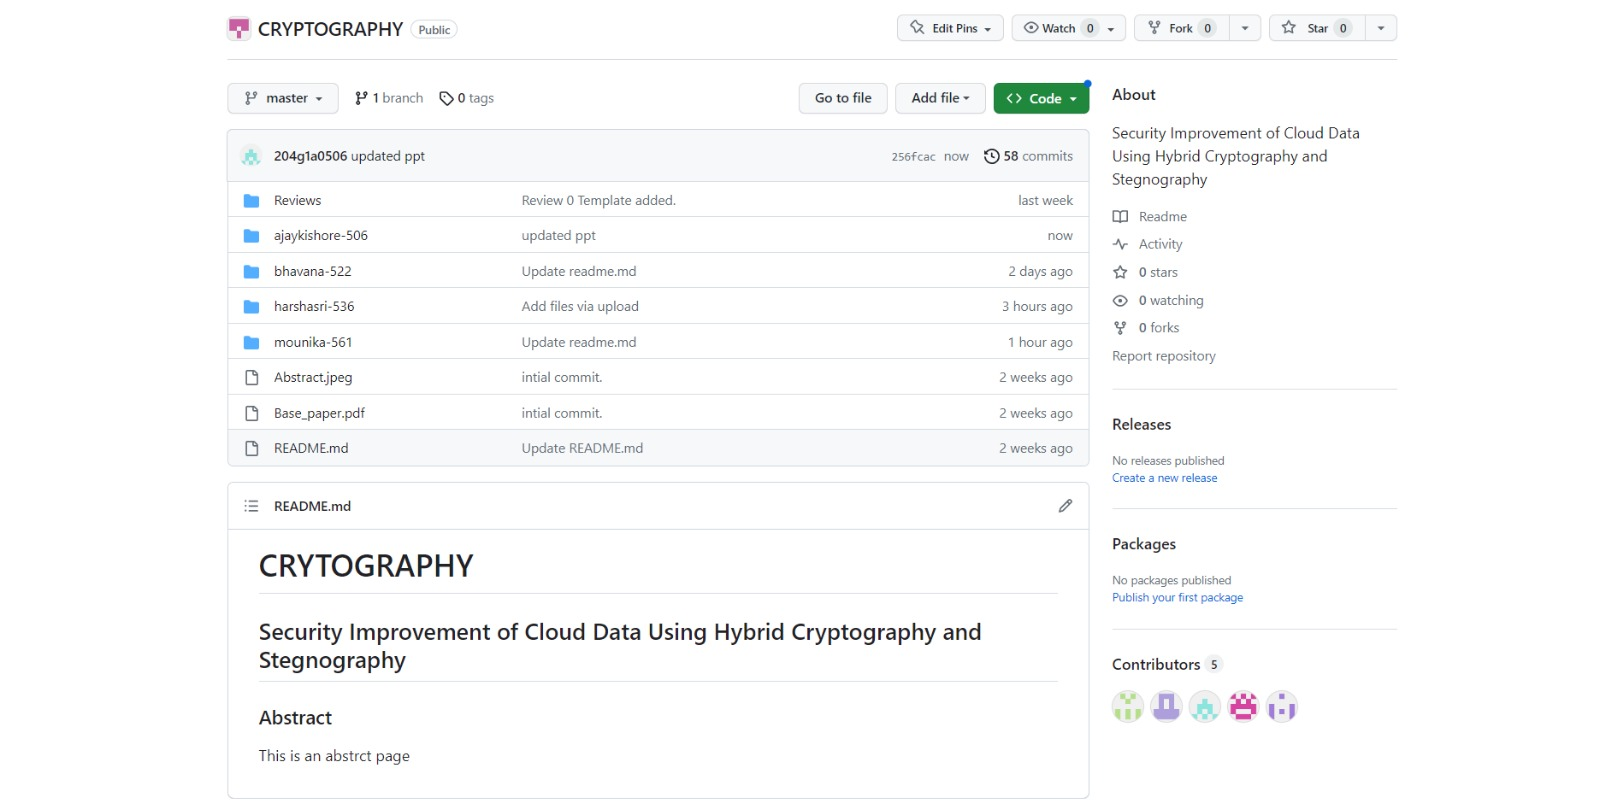 CRYPTOGRAPHY Public Edit Pins Watch 0 Fork 0 Star 0
master 1 branch 0 tags Go to file Add file Code
204g1a0506 updated ppt 256fcac now 58 commits
Reviews Review 0 Template added. last week
ajaykishore-506 updated ppt now
bhavana-522 Update readme.md 2 days ago
harshasri-536 Add files via upload 3 hours ago
mounika-561 Update readme.md 1 hour ago
Abstract.jpeg intial commit. 2 weeks ago
Base_paper.pdf intial commit. 2 weeks ago
README.md Update README.md 2 weeks ago
README.md
CRYTOGRAPHY
Security Improvement of Cloud Data Using Hybrid Cryptography and
Stegnography
Abstract
This is an abstrct page
About
Security Improvement of Cloud Data
Using Hybrid Cryptography and
Stegnography
Readme
Activity
0 stars
0 watching
0 forks
Report repository
Releases
No releases published
Create a new release
Packages
No packages published
Publish your first package
Contributors 5